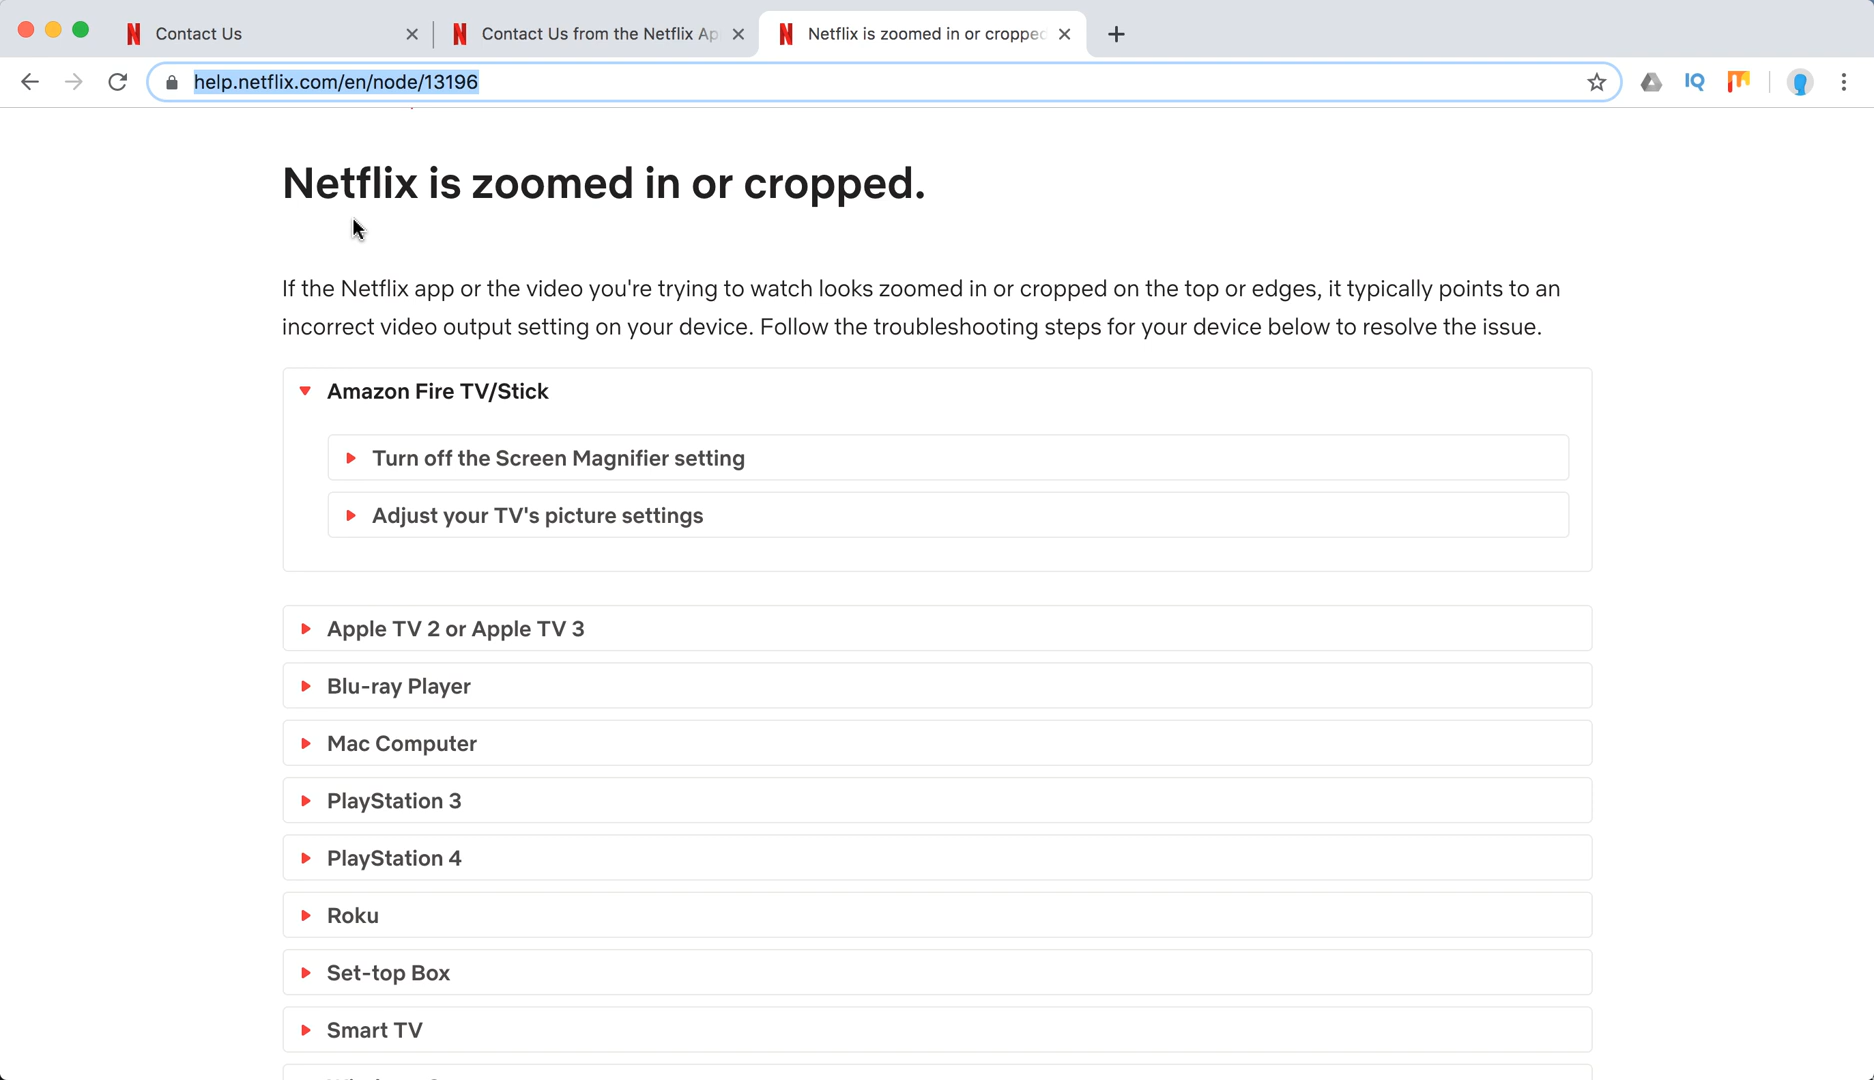 Contact Us
Contact Us from the Netflix Ap
Netflix is zoomed in or cropped
help.netflix.com/en/node/13196
IQ
Netflix is zoomed in or cropped.
If the Netflix app or the video you're trying to watch looks zoomed in or cropped on the top or edges, it typically points to an
incorrect video output setting on your device. Follow the troubleshooting steps for your device below to resolve the issue.
Amazon Fire TV/Stick
Turn off the Screen Magnifier setting
Adjust your TV's picture settings
Apple TV 2 or Apple TV 3
Blu-ray Player
Mac Computer
PlayStation 3
PlayStation 4
Roku
Set-top Box
Smart TV